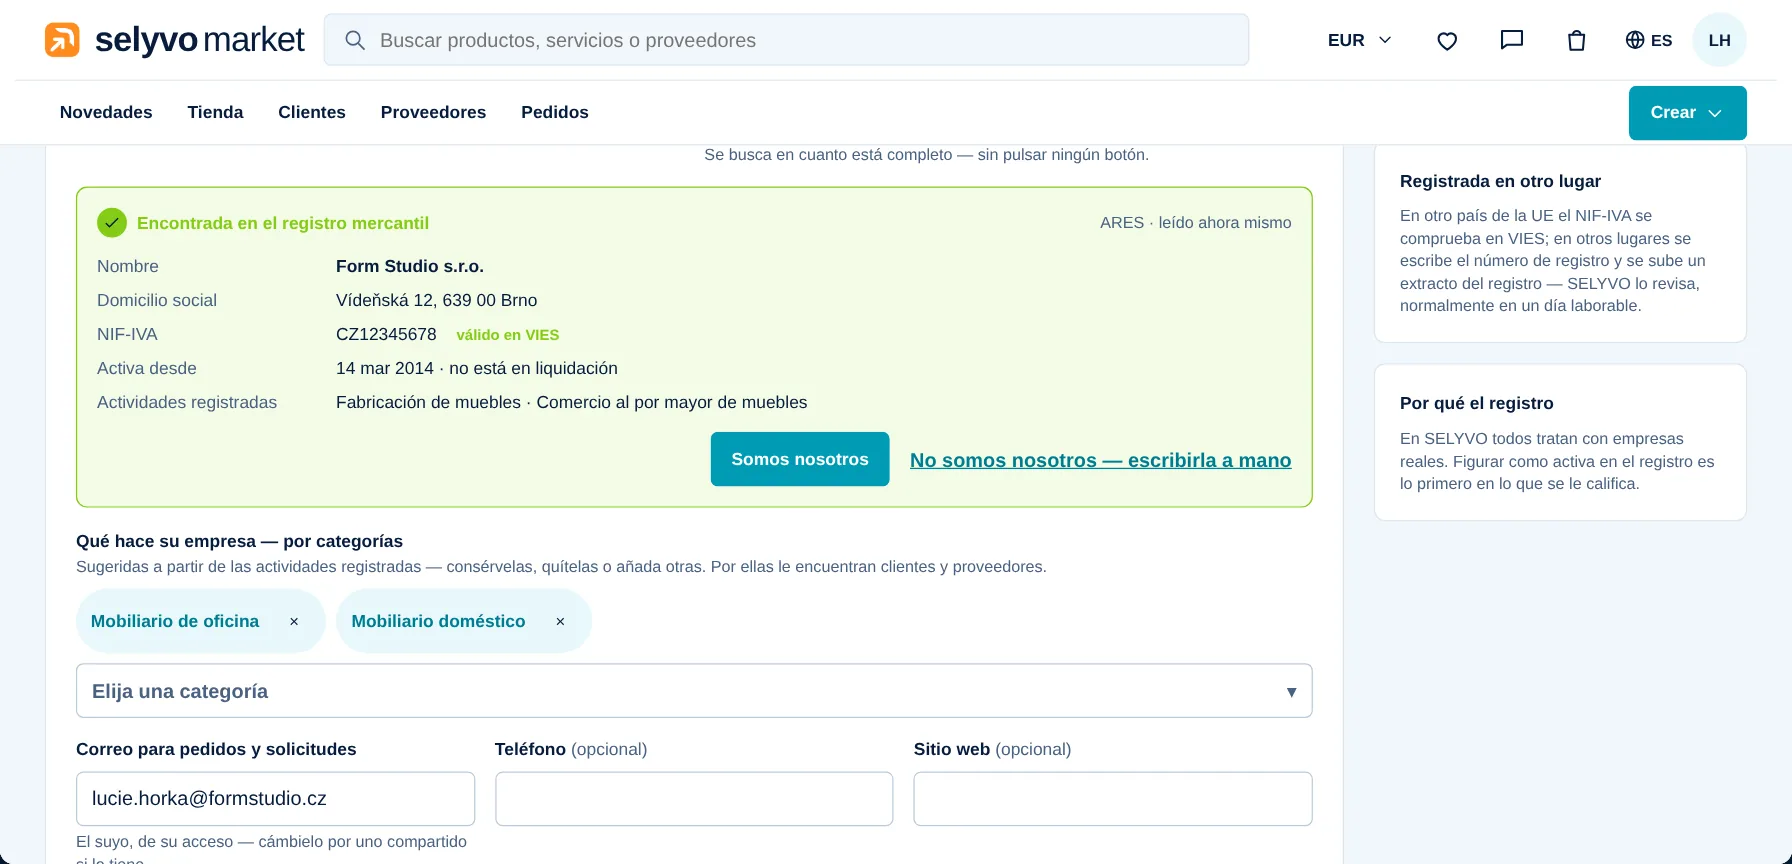 selyvo market
Buscar productos, servicios o proveedores
EUR
ES
LH
Novedades
Tienda
Clientes
Proveedores
Pedidos
Crear
Se busca en cuanto está completo — sin pulsar ningún botón.
Encontrada en el registro mercantil
ARES · leído ahora mismo
Nombre
Form Studio s.r.o.
Domicilio social
Vídeňská 12, 639 00 Brno
NIF-IVA
CZ12345678 válido en VIES
Activa desde
14 mar 2014 · no está en liquidación
Actividades registradas
Fabricación de muebles · Comercio al por mayor de muebles
Somos nosotros
No somos nosotros — escribirla a mano
Qué hace su empresa — por categorías
Sugeridas a partir de las actividades registradas — consérvelas, quítelas o añada otras. Por ellas le encuentran clientes y proveedores.
Mobiliario de oficina ×
Mobiliario doméstico ×
Elija una categoría
Correo para pedidos y solicitudes
lucie.horka@formstudio.cz
El suyo, de su acceso — cámbielo por uno compartido
si lo tiene.
Teléfono (opcional)
Sitio web (opcional)
Registrada en otro lugar
En otro país de la UE el NIF-IVA se
comprueba en VIES; en otros lugares se
escribe el número de registro y se sube un
extracto del registro — SELYVO lo revisa,
normalmente en un día laborable.
Por qué el registro
En SELYVO todos tratan con empresas
reales. Figurar como activa en el registro es
lo primero en lo que se le califica.